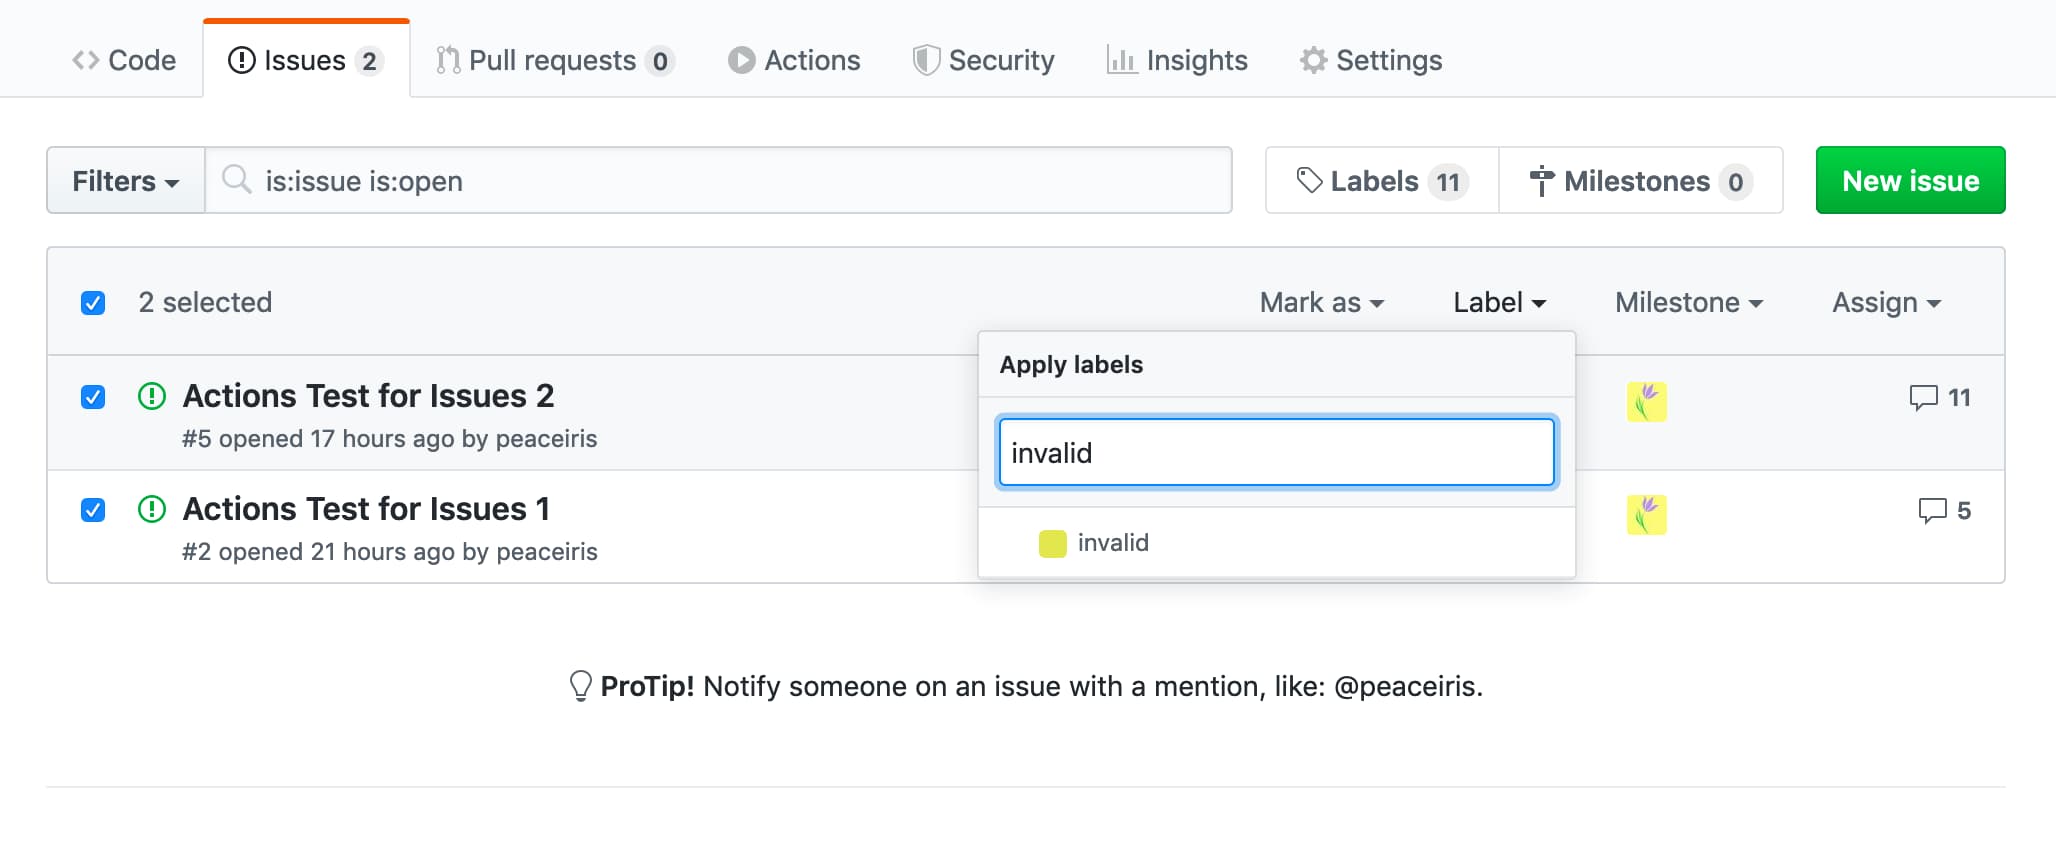 Code Issues 2 Pull requests 0 Actions Security Insights Settings
Filters is:issue is:open Labels 11 Milestones 0 New issue
2 selected Mark as Label Milestone Assign
Apply labels
invalid
invalid
Actions Test for Issues 2 11
#5 opened 17 hours ago by peaceiris
Actions Test for Issues 1 5
#2 opened 21 hours ago by peaceiris
ProTip! Notify someone on an issue with a mention, like: @peaceiris.